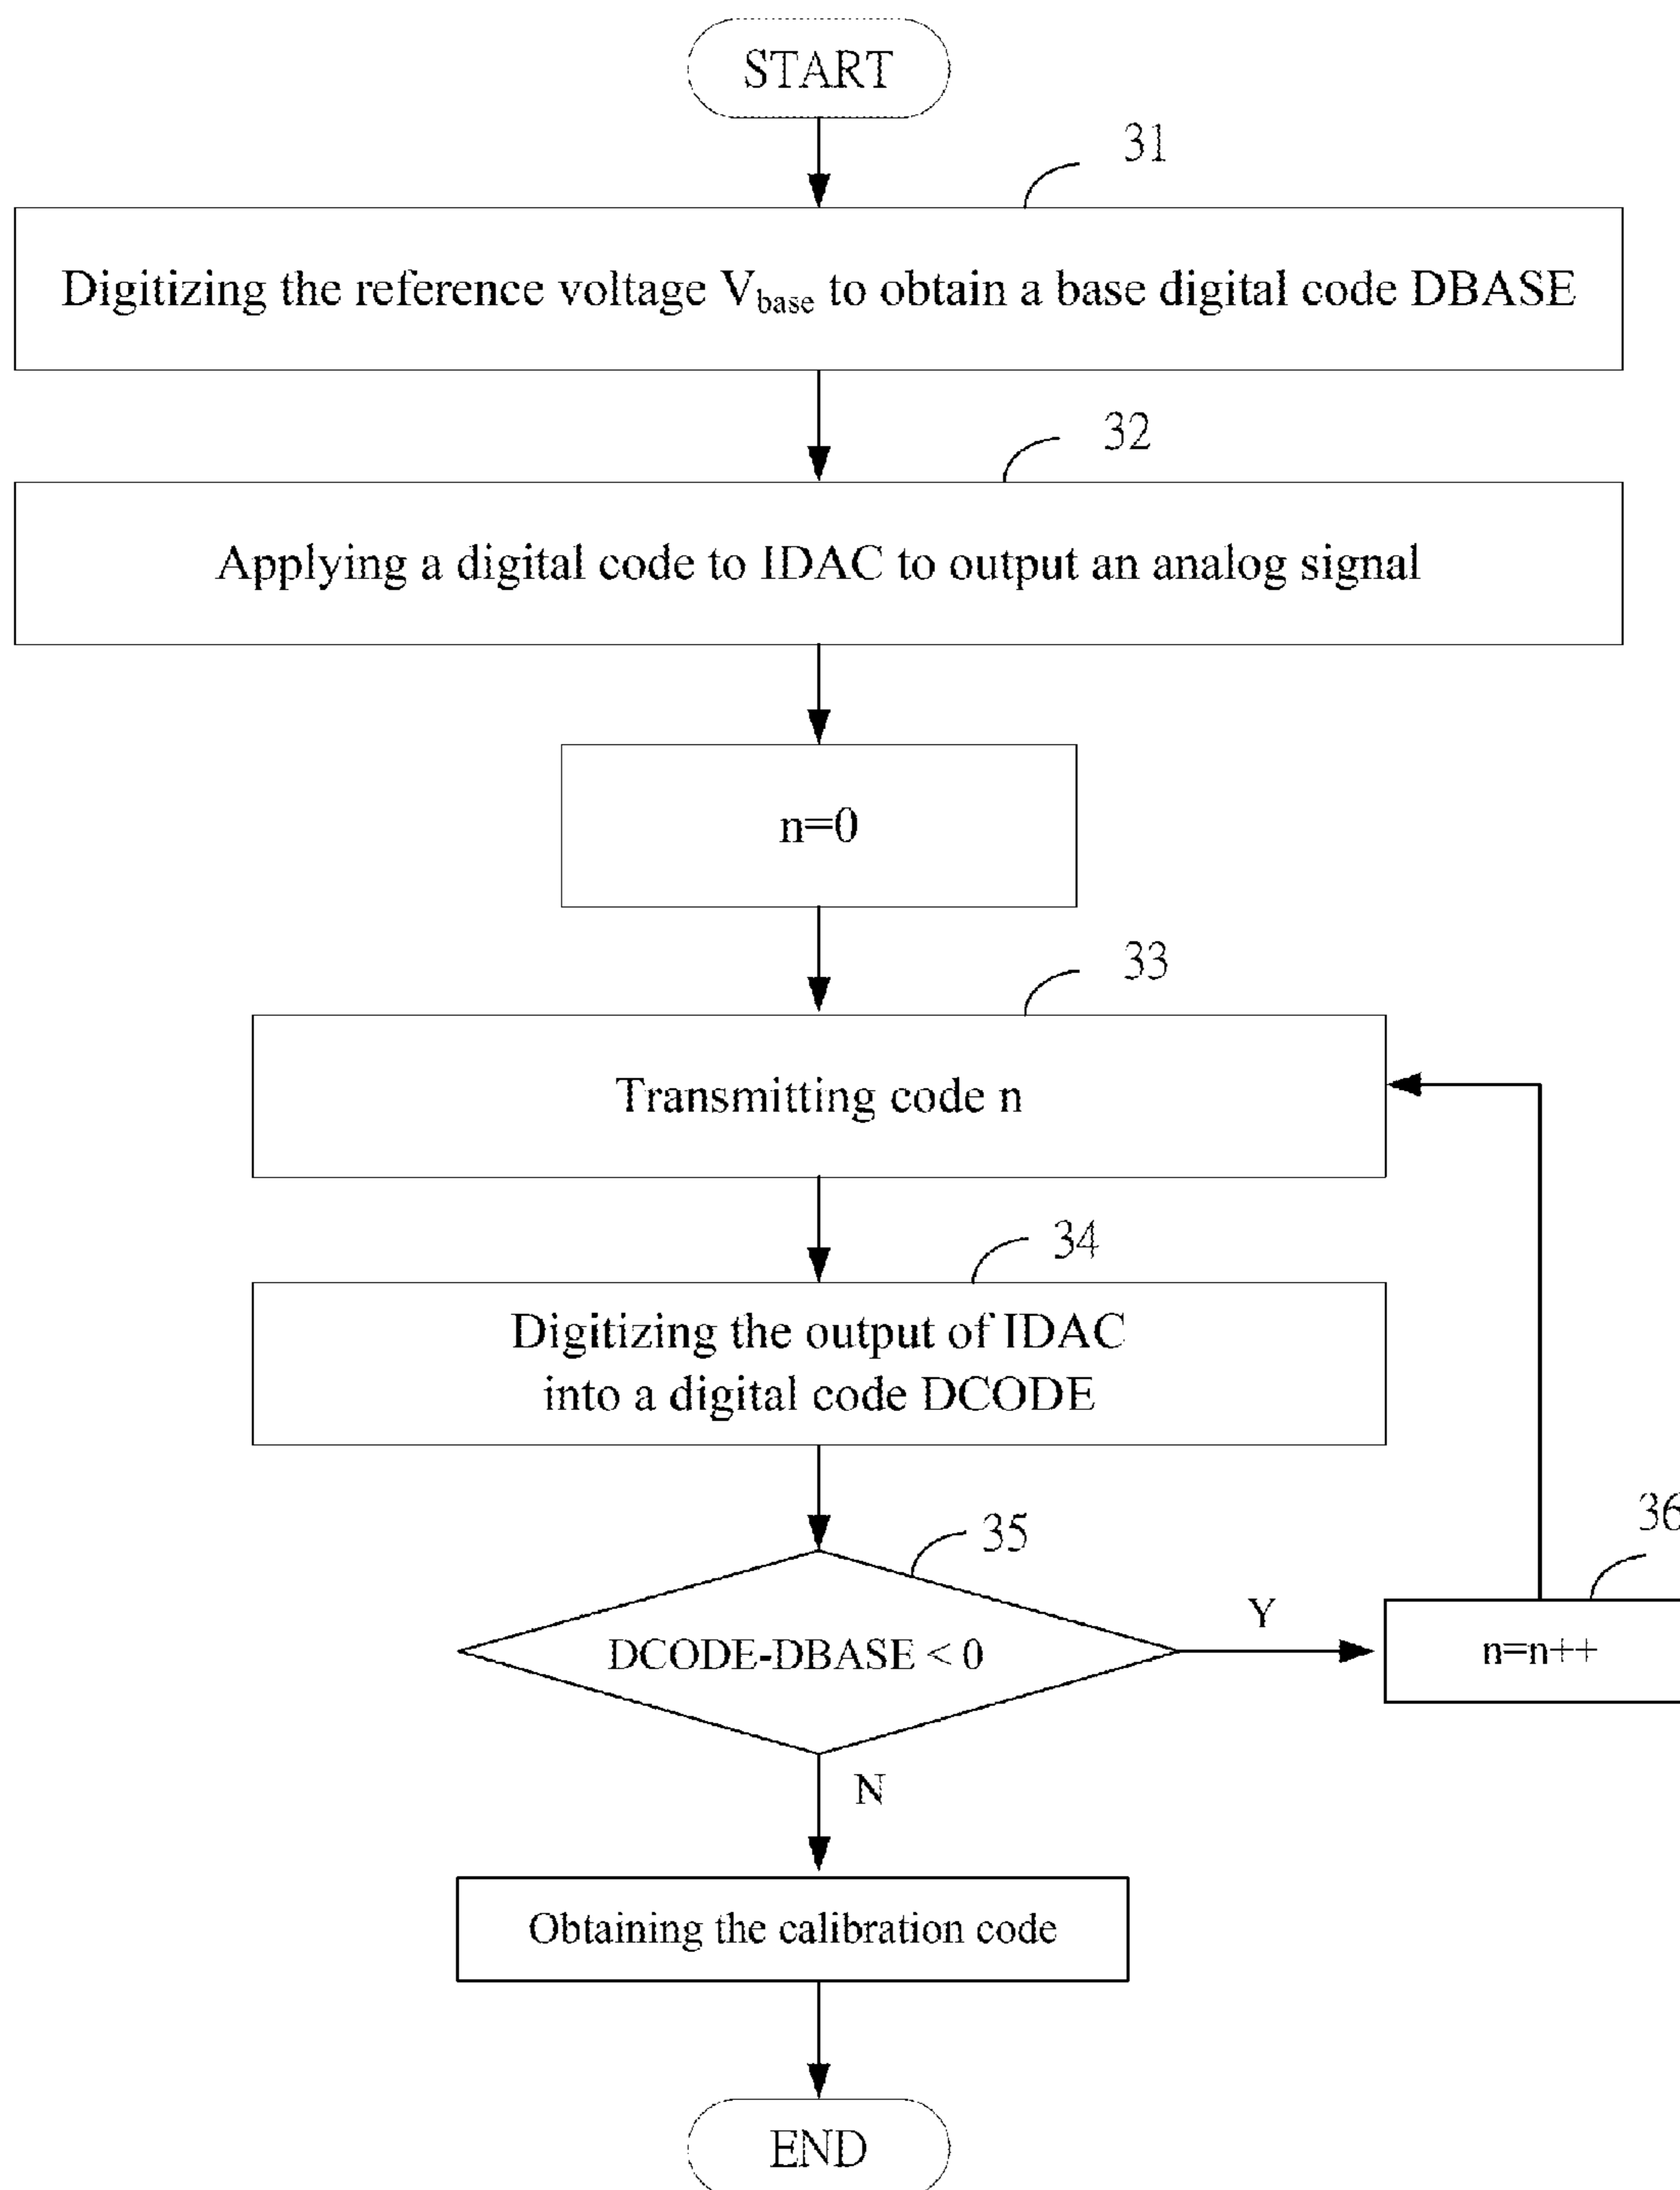 START
31
Digitizing the reference voltage Vbase to obtain a base digital code DBASE
32
Applying a digital code to IDAC to output an analog signal
n=0
33
Transmitting code n
34
Digitizing the output of IDAC
into a digital code DCODE
35
36
DCODE-DBASE < 0
Y
n=n++
N
Obtaining the calibration code
END